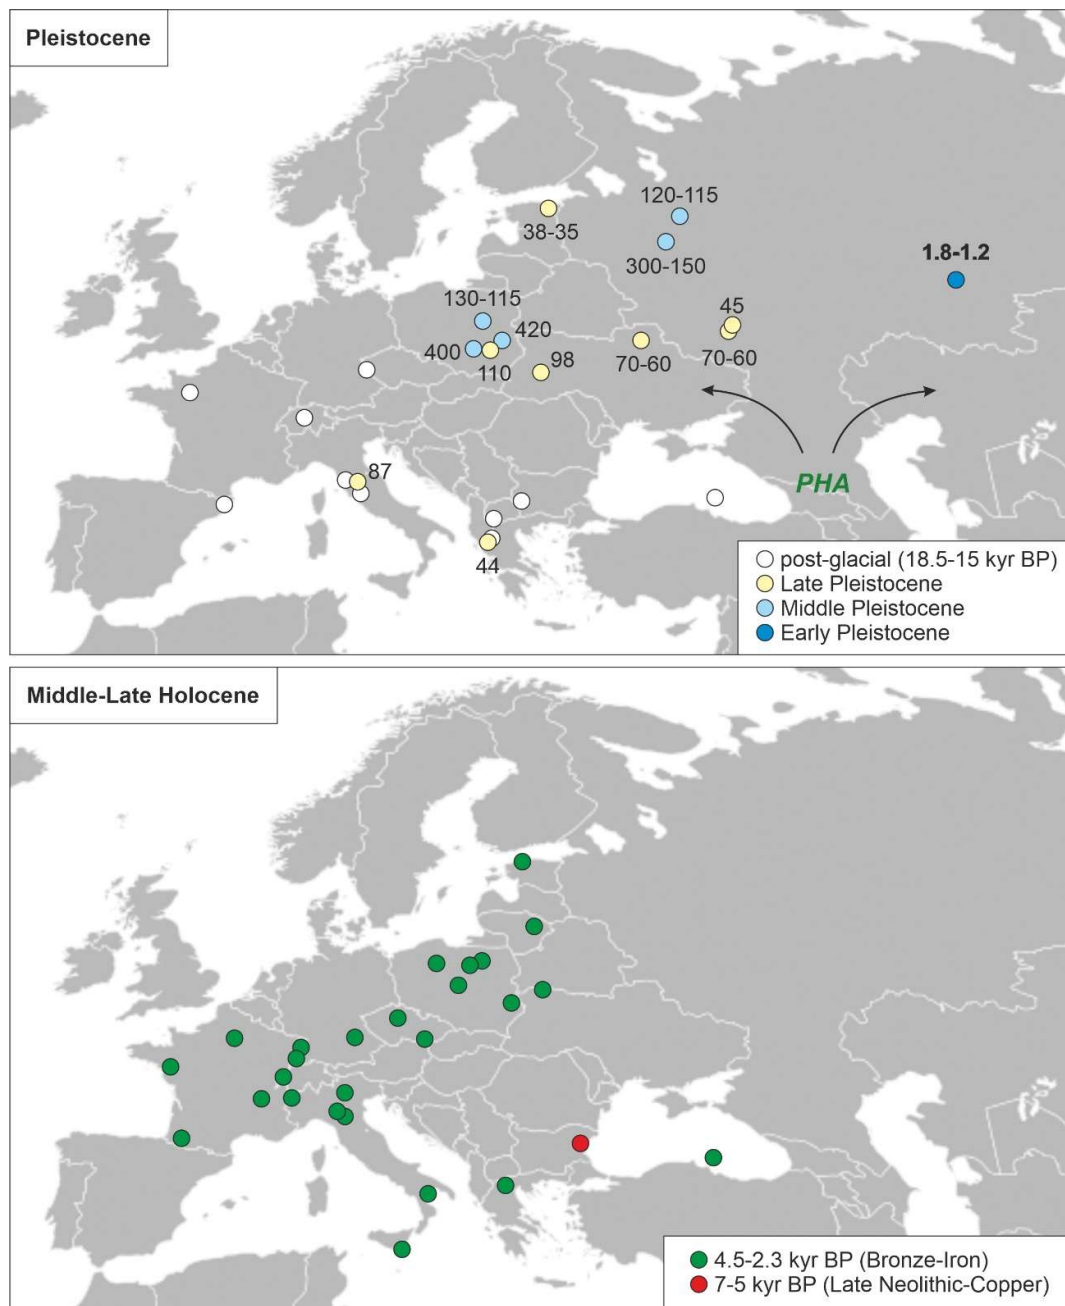 Pleistocene
120-115
38-35
300-150
1.8-1.2
130-115
45
420
400
98
70-60
70-60
110
87
PHA
44
post-glacial (18.5-15 kyr BP)
Late Pleistocene
Middle Pleistocene
Early Pleistocene
Middle-Late Holocene
4.5-2.3 kyr BP (Bronze-Iron)
7-5 kyr BP (Late Neolithic-Copper)